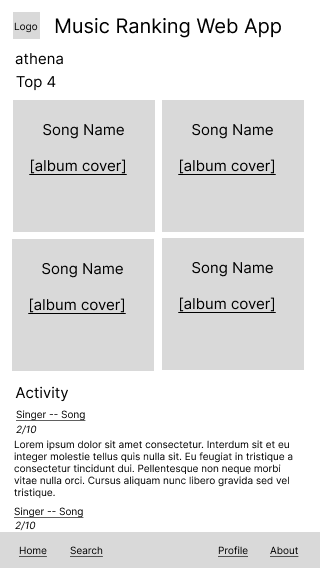 Logo
Music Ranking Web App
athena
Top 4
Song Name
Song Name
[album cover]
[album cover]
Song Name
Song Name
[album cover]
[album cover]
Activity
Singer -- Song
2/10
Lorem ipsum dolor sit amet consectetur. Interdum sit et eu
integer molestie tellus quis nulla sit. Eu feugiat in tristique a
consectetur tincidunt dui. Pellentesque non neque morbi
vitae nulla orci. Cursus aliquam nunc libero gravida sed vel
tristique.
Singer -- Song
2/10
Home Search Profile About